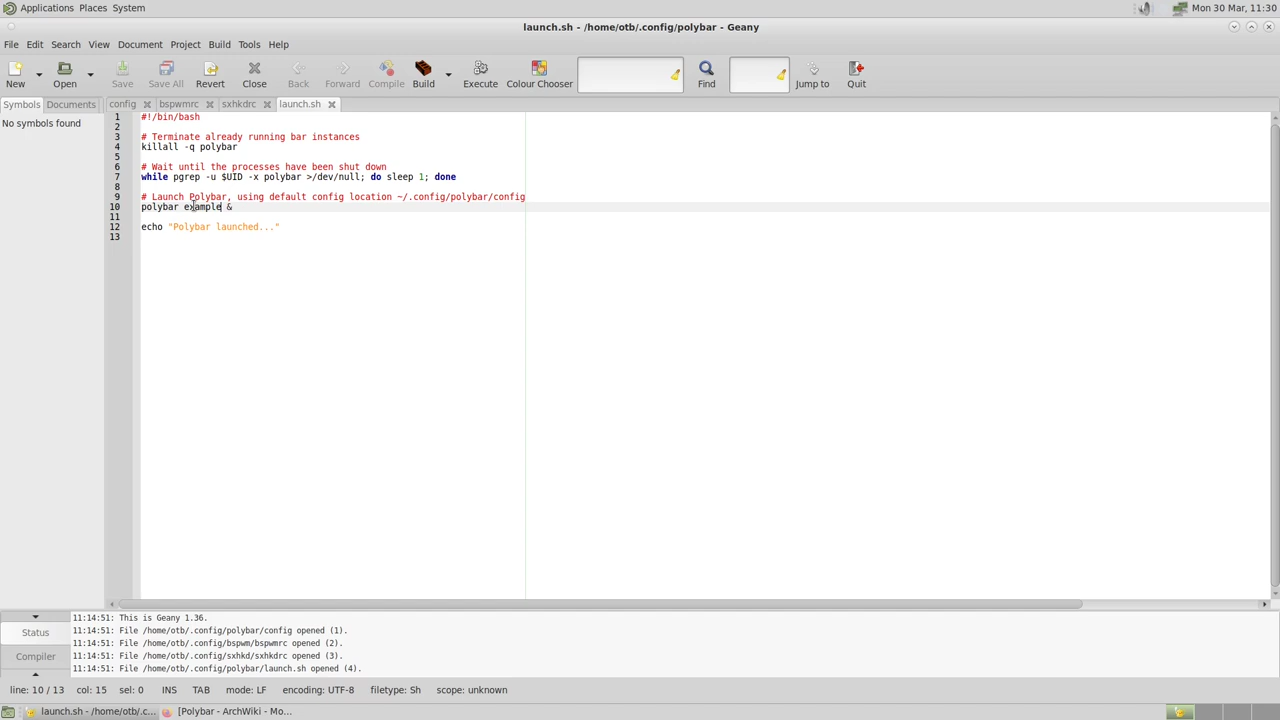 Applications Places System
Mon 30 Mar, 11:30
launch.sh - /home/otb/.config/polybar - Geany
File Edit Search View Document Project Build Tools Help
New Open Save Save All Revert Close Back Forward Compile Build Execute Colour Chooser Find Jump to Quit
Symbols Documents config bspwmrc sxhkdrc launch.sh
No symbols found
1 #!/bin/bash
2
3 # Terminate already running bar instances
4 killall -q polybar
5
6 # Wait until the processes have been shut down
7 while pgrep -u $UID -x polybar >/dev/null; do sleep 1; done
8
9 # Launch Polybar, using default config location ~/.config/polybar/config
10 polybar example &
11
12 echo "Polybar launched..."
13
Status
Compiler
11:14:51: This is Geany 1.36.
11:14:51: File /home/otb/.config/polybar/config opened (1).
11:14:51: File /home/otb/.config/bspwm/bspwmrc opened (2).
11:14:51: File /home/otb/.config/sxhkd/sxhkdrc opened (3).
11:14:51: File /home/otb/.config/polybar/launch.sh opened (4).
line: 10 / 13 col: 15 sel: 0 INS TAB mode: LF encoding: UTF-8 filetype: Sh scope: unknown
launch.sh - /home/otb/.c... [Polybar - ArchWiki - Mo...